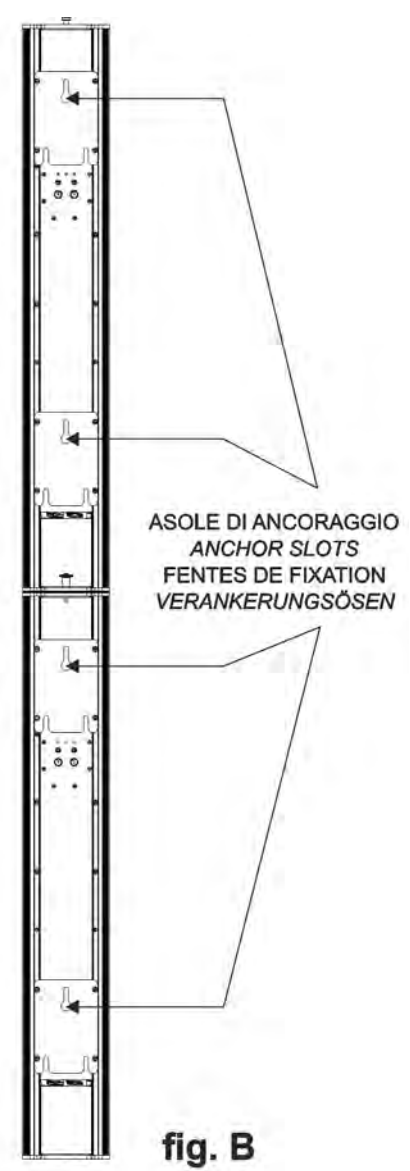 ASOLE DI ANCORAGGIO
ANCHOR SLOTS
FENTES DE FIXATION
VERANKERUNGSÖSEN
fig. B